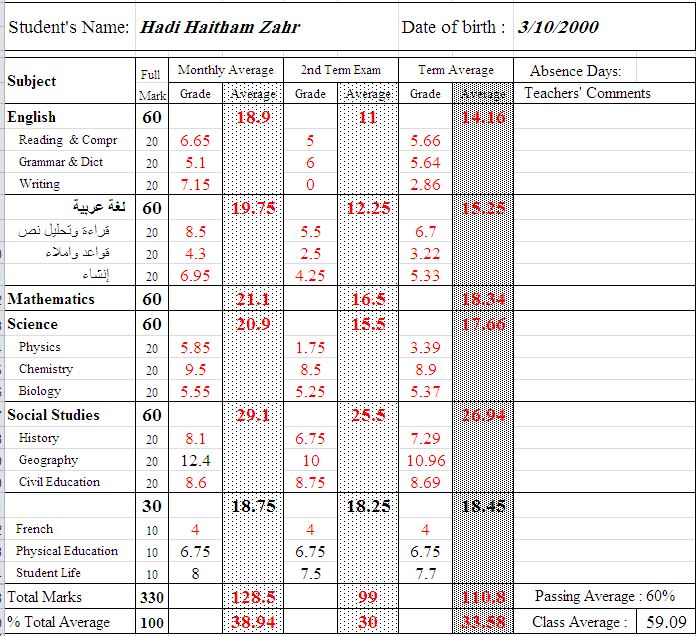 Student's Name: Hadi Haitham Zahr Date of birth : 3/10/2000
Subject Full Mark Monthly Average 2nd Term Exam Term Average Absence Days:
Grade Average Grade Average Grade Average Teachers' Comments
English 60 18.9 11 14.16
Reading & Compr 20 6.65 5 5.66
Grammar & Dict 20 5.1 6 5.64
Writing 20 7.15 0 2.86
لغة عربية 60 19.75 12.25 15.25
قراءة وتحليل نص 20 8.5 5.5 6.7
قواعد واملاء 20 4.3 2.5 3.22
إنشاء 20 6.95 4.25 5.33
Mathematics 60 21.1 16.5 18.34
Science 60 20.9 15.5 17.66
Physics 20 5.85 1.75 3.39
Chemistry 20 9.5 8.5 8.9
Biology 20 5.55 5.25 5.37
Social Studies 60 29.1 25.5 26.94
History 20 8.1 6.75 7.29
Geography 20 12.4 10 10.96
Civil Education 20 8.6 8.75 8.69
30 18.75 18.25 18.45
French 10 4 4 4
Physical Education 10 6.75 6.75 6.75
Student Life 10 8 7.5 7.7
Total Marks 330 128.5 99 110.8 Passing Average : 60%
% Total Average 100 38.94 30 33.58 Class Average : 59.09